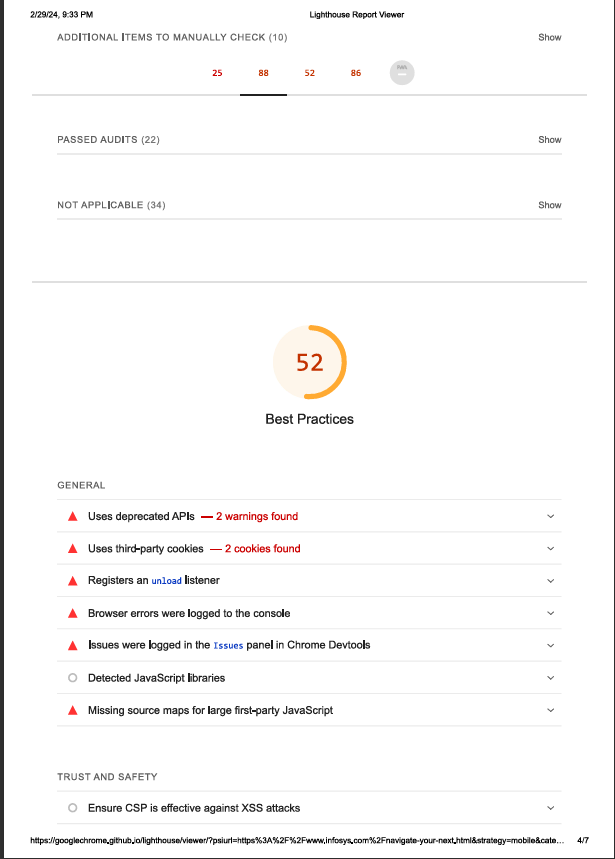 2/29/24, 9:33 PM Lighthouse Report Viewer
ADDITIONAL ITEMS TO MANUALLY CHECK (10) Show
25 88 52 86
PASSED AUDITS (22) Show
NOT APPLICABLE (34) Show
52
Best Practices
GENERAL
Uses deprecated APIs — 2 warnings found
Uses third-party cookies — 2 cookies found
Registers an unload listener
Browser errors were logged to the console
Issues were logged in the Issues panel in Chrome Devtools
Detected JavaScript libraries
Missing source maps for large first-party JavaScript
TRUST AND SAFETY
Ensure CSP is effective against XSS attacks
https://googlechrome.github.io/lighthouse/viewer/?psiurl=https%3A%2F%2Fwww.infosys.com%2Fnavigate-your-next.html&strategy=mobile&cate… 4/7